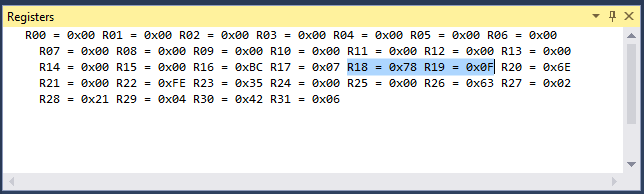 Registers
R00 = 0x00 R01 = 0x00 R02 = 0x00 R03 = 0x00 R04 = 0x00 R05 = 0x00 R06 = 0x00
R07 = 0x00 R08 = 0x00 R09 = 0x00 R10 = 0x00 R11 = 0x00 R12 = 0x00 R13 = 0x00
R14 = 0x00 R15 = 0x00 R16 = 0xBC R17 = 0x07 R18 = 0x78 R19 = 0x0F R20 = 0x6E
R21 = 0x00 R22 = 0xFE R23 = 0x35 R24 = 0x00 R25 = 0x00 R26 = 0x63 R27 = 0x02
R28 = 0x21 R29 = 0x04 R30 = 0x42 R31 = 0x06